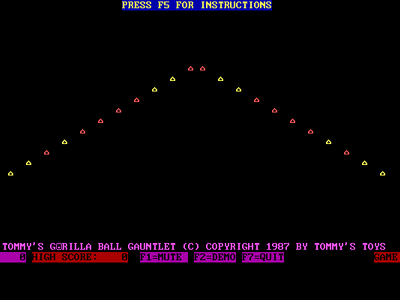 PRESS F5 FOR INSTRUCTIONS
TOMMY'S GORILLA BALL GAUNTLET (C) COPYRIGHT 1987 BY TOMMY'S TOYS
0 HIGH SCORE: 0 F1=MUTE F2=DEMO F7=QUIT GAME